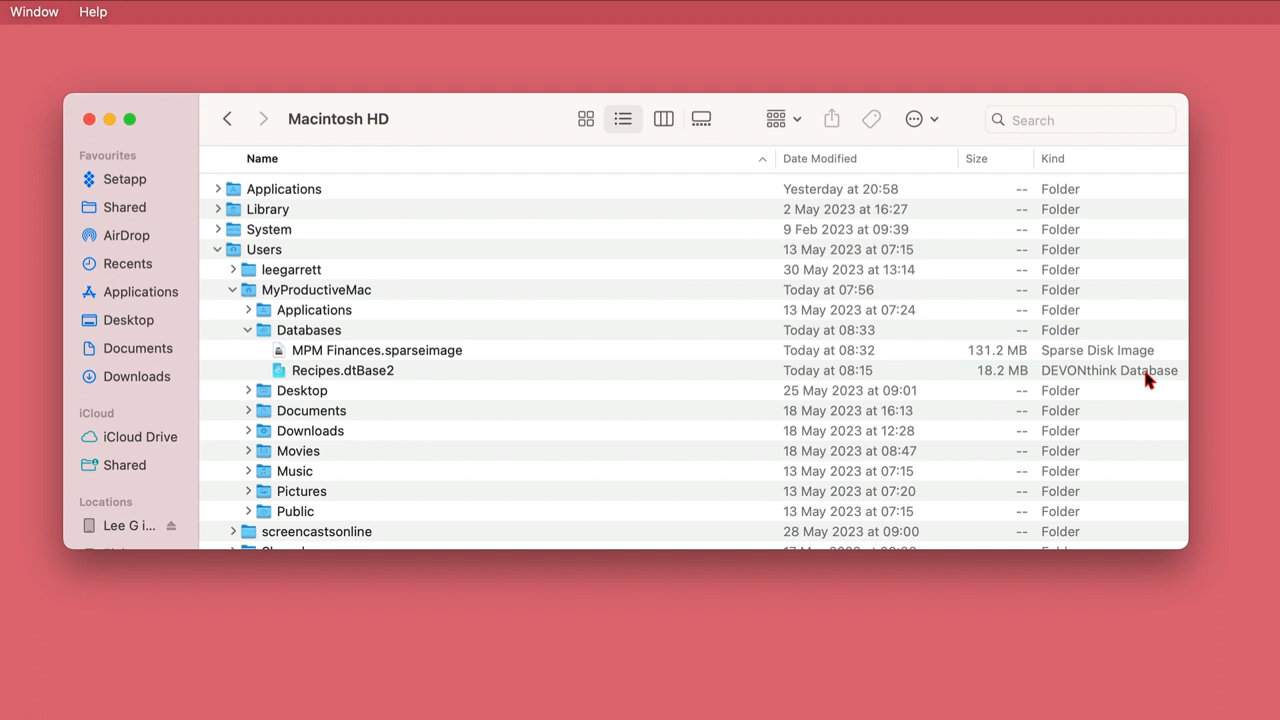 Window Help
Macintosh HD
Search
Favourites
Setapp
Shared
AirDrop
Recents
Applications
Desktop
Documents
Downloads
iCloud
iCloud Drive
Shared
Locations
Lee G i...
Name Date Modified Size Kind
Applications Yesterday at 20:58 -- Folder
Library 2 May 2023 at 16:27 -- Folder
System 9 Feb 2023 at 09:39 -- Folder
Users 13 May 2023 at 07:15 -- Folder
leegarrett 30 May 2023 at 13:14 -- Folder
MyProductiveMac Today at 07:56 -- Folder
Applications 13 May 2023 at 07:24 -- Folder
Databases Today at 08:33 -- Folder
MPM Finances.sparseimage Today at 08:32 131.2 MB Sparse Disk Image
Recipes.dtBase2 Today at 08:15 18.2 MB DEVONthink Database
Desktop 25 May 2023 at 09:01 -- Folder
Documents 18 May 2023 at 16:13 -- Folder
Downloads 18 May 2023 at 12:28 -- Folder
Movies 18 May 2023 at 08:47 -- Folder
Music 13 May 2023 at 07:15 -- Folder
Pictures 13 May 2023 at 07:20 -- Folder
Public 13 May 2023 at 07:15 -- Folder
screencastsonline 28 May 2023 at 09:00 -- Folder